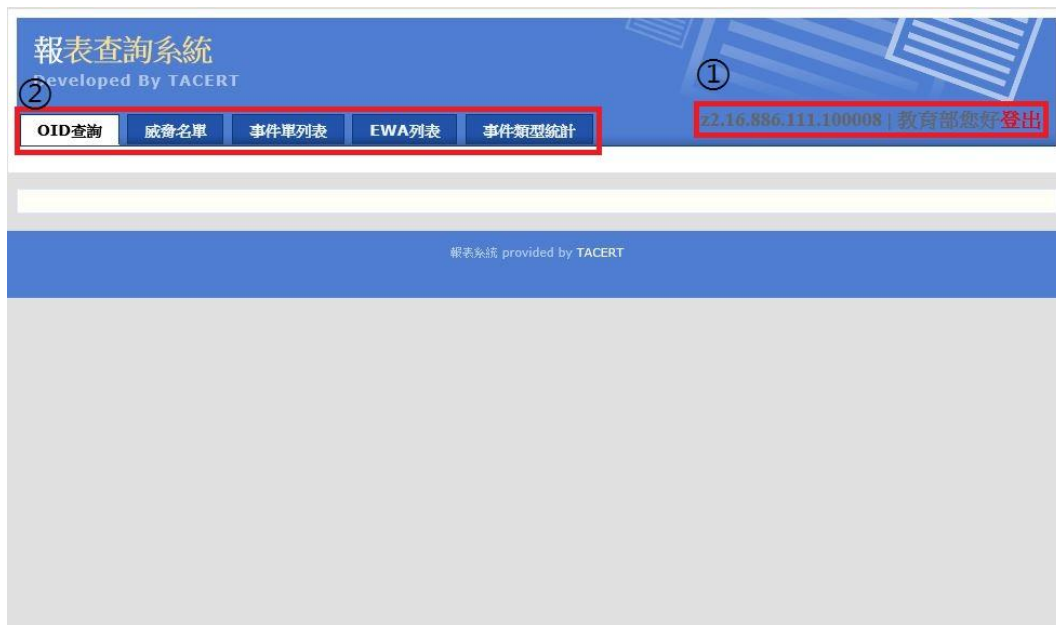 報表查詢系統
Developed By TACERT
①
②
z2.16.886.111.100008 | 教育部您好登出
OID查詢 威脅名單 事件單列表 EWA列表 事件類型統計
報表系統 provided by TACERT